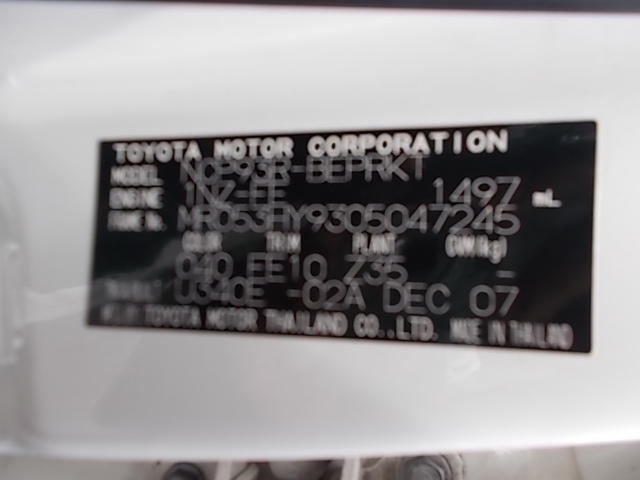 TOYOTA MOTOR CORPORATION
MODEL NCP93R-BEPRKT
ENGINE 1NZ-FE 1497 mL
FRAME No. MR053HY9305047245
COLOR TRIM PLANT (GVW/kg)
040 EE10 Z35 -
U340E -02A DEC 07
TOYOTA MOTOR THAILAND CO.,LTD. MADE IN THAILAND